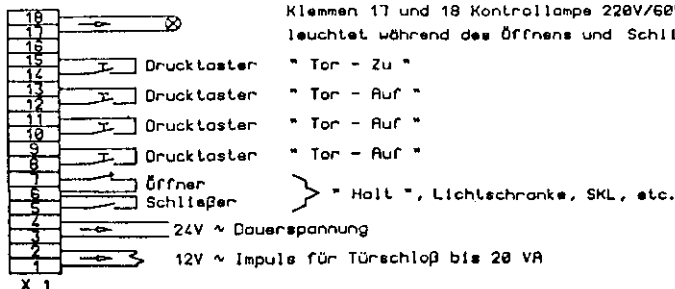 Klemmen 17 und 18 Kontrollampe 220V/60
leuchtet während des Öffnens und Schli
18
17
16
15
14
Drucktaster " Tor - Zu "
13
12
Drucktaster " Tor - Auf "
11
10
Drucktaster " Tor - Auf "
9
8
Drucktaster " Tor - Auf "
7
Öffner
6
5
Schließer
" Halt ", Lichtschranke, SKL, etc.
4
3
24V ~ Dauerspannung
2
1
12V ~ Impuls für Türschloß bis 20 VA
X 1